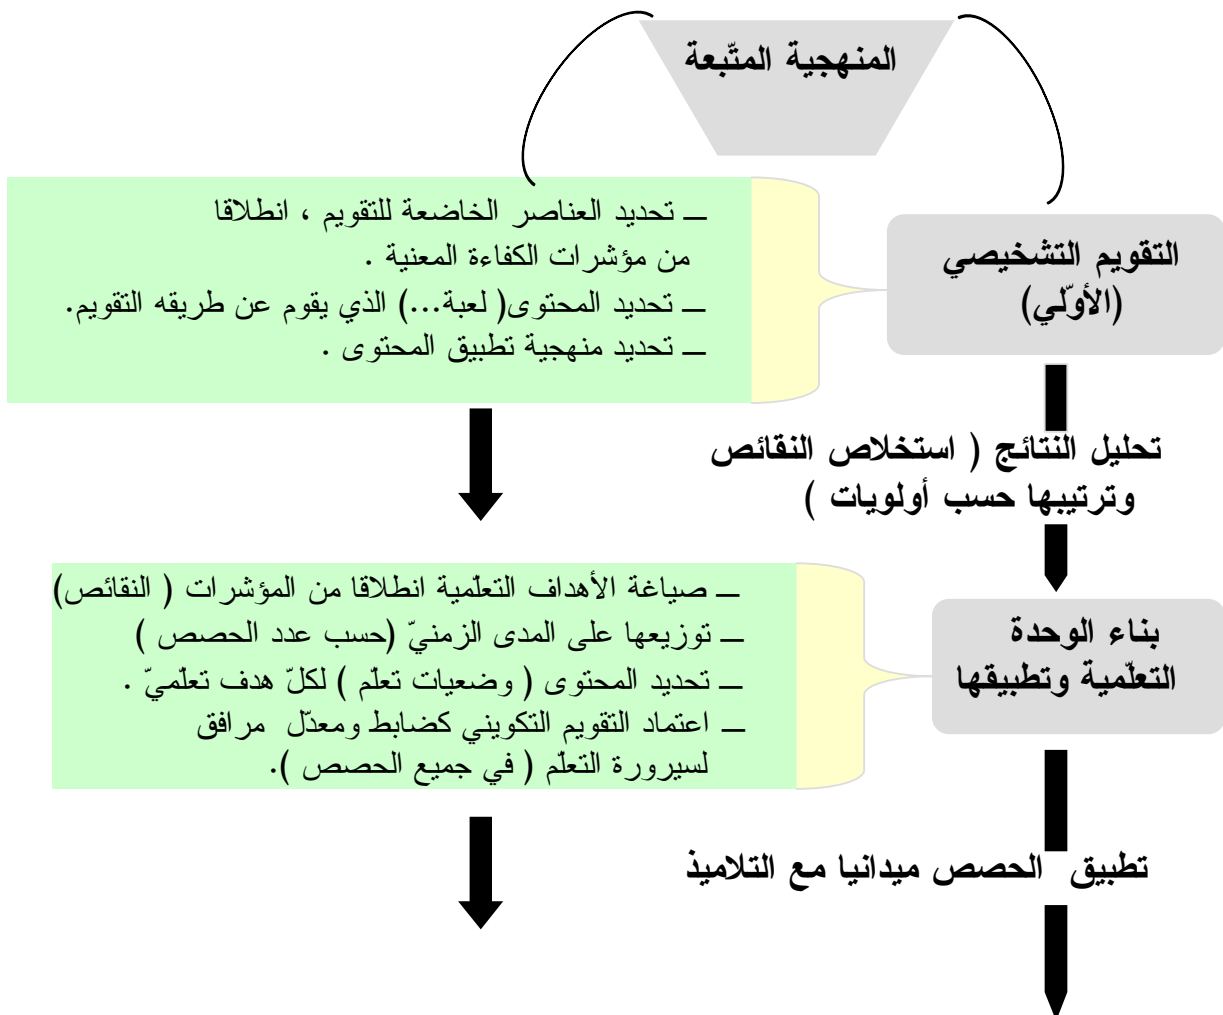 المنهجية المتّبعة
التقويم التشخيصي
(الأوّلي)
ــ تحديد العناصر الخاضعة للتقويم ، انطلاقا
من مؤشرات الكفاءة المعنية .
ــ تحديد المحتوى( لعبة...) الذي يقوم عن طريقه التقويم.
ــ تحديد منهجية تطبيق المحتوى .
تحليل النتائج ( استخلاص النقائص
وترتيبها حسب أولويات )
بناء الوحدة
التعلّمية وتطبيقها
ــ صياغة الأهداف التعلّمية انطلاقا من المؤشرات ( النقائص)
ــ توزيعها على المدى الزمنيّ (حسب عدد الحصص )
ــ تحديد المحتوى ( وضعيات تعلّم ) لكلّ هدف تعلّميّ .
ــ اعتماد التقويم التكويني كضابط ومعدّل مرافق
لسيرورة التعلّم ( في جميع الحصص ).
تطبيق الحصص ميدانيا مع التلاميذ